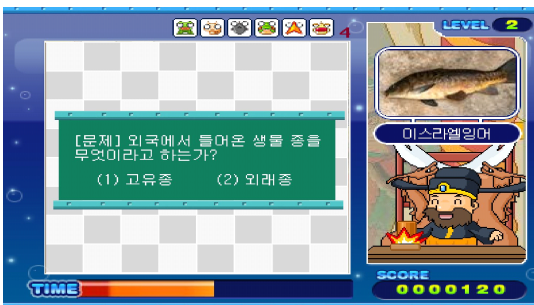 4
LEVEL 2
이스라엘잉어
[문제] 외국에서 들어온 생물 종을
무엇이라고 하는가?
(1) 고유종 (2) 외래종
TIME
SCORE
0000120